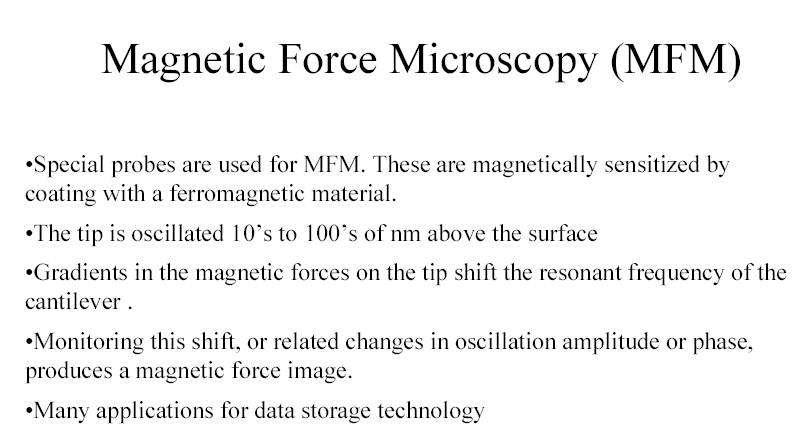 Magnetic Force Microscopy (MFM)
•Special probes are used for MFM. These are magnetically sensitized by
coating with a ferromagnetic material.
•The tip is oscillated 10’s to 100’s of nm above the surface
•Gradients in the magnetic forces on the tip shift the resonant frequency of the
cantilever .
•Monitoring this shift, or related changes in oscillation amplitude or phase,
produces a magnetic force image.
•Many applications for data storage technology